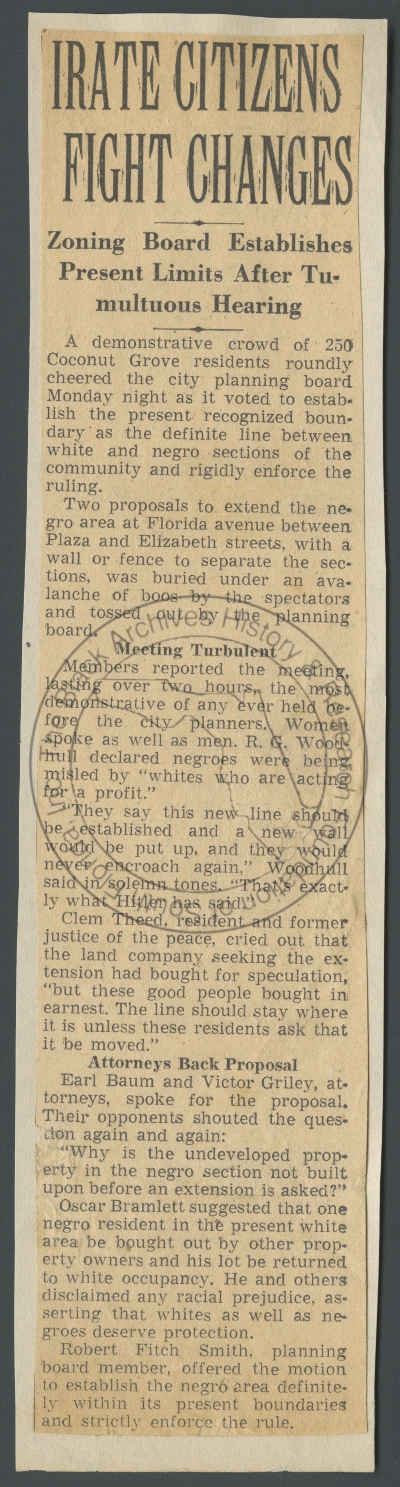 IRATE CITIZENS
FIGHT CHANGES
Zoning Board Establishes
Present Limits After Tu-
multuous Hearing
A demonstrative crowd of 250
Coconut Grove residents roundly
cheered the city planning board
Monday night as it voted to estab-
lish the present recognized boun-
dary as the definite line between
white and negro sections of the
community and rigidly enforce the
ruling.
Two proposals to extend the ne-
gro area at Florida avenue between
Plaza and Elizabeth streets, with a
wall or fence to separate the sec-
tions, was buried under an ava-
lanche of boos by the spectators
and tossed out by the planning
board.
Meeting Turbulent
Members reported the meeting,
lasting over two hours, the most
demonstrative of any ever held be-
fore the city planners. Women
spoke as well as men. R. G. Wood-
hull declared negroes were being
misled by "whites who are acting
for a profit."
"They say this new line should
be established and a new wall
would be put up, and they would
never encroach again," Woodhull
said in solemn tones. "That's exact-
ly what Hitler has said."
Clem Theed, resident and former
justice of the peace, cried out that
the land company seeking the ex-
tension had bought for speculation,
"but these good people bought in
earnest. The line should stay where
it is unless these residents ask that
it be moved."
Attorneys Back Proposal
Earl Baum and Victor Griley, at-
torneys, spoke for the proposal.
Their opponents shouted the ques-
tion again and again:
"Why is the undeveloped prop-
erty in the negro section not built
upon before an extension is asked?"
Oscar Bramlett suggested that one
negro resident in the present white
area be bought out by other prop-
erty owners and his lot be returned
to white occupancy. He and others
disclaimed any racial prejudice, as-
serting that whites as well as ne-
groes deserve protection.
Robert Fitch Smith, planning
board member, offered the motion
to establish the negro area definite-
ly within its present boundaries
and strictly enforce the rule.
Archives History